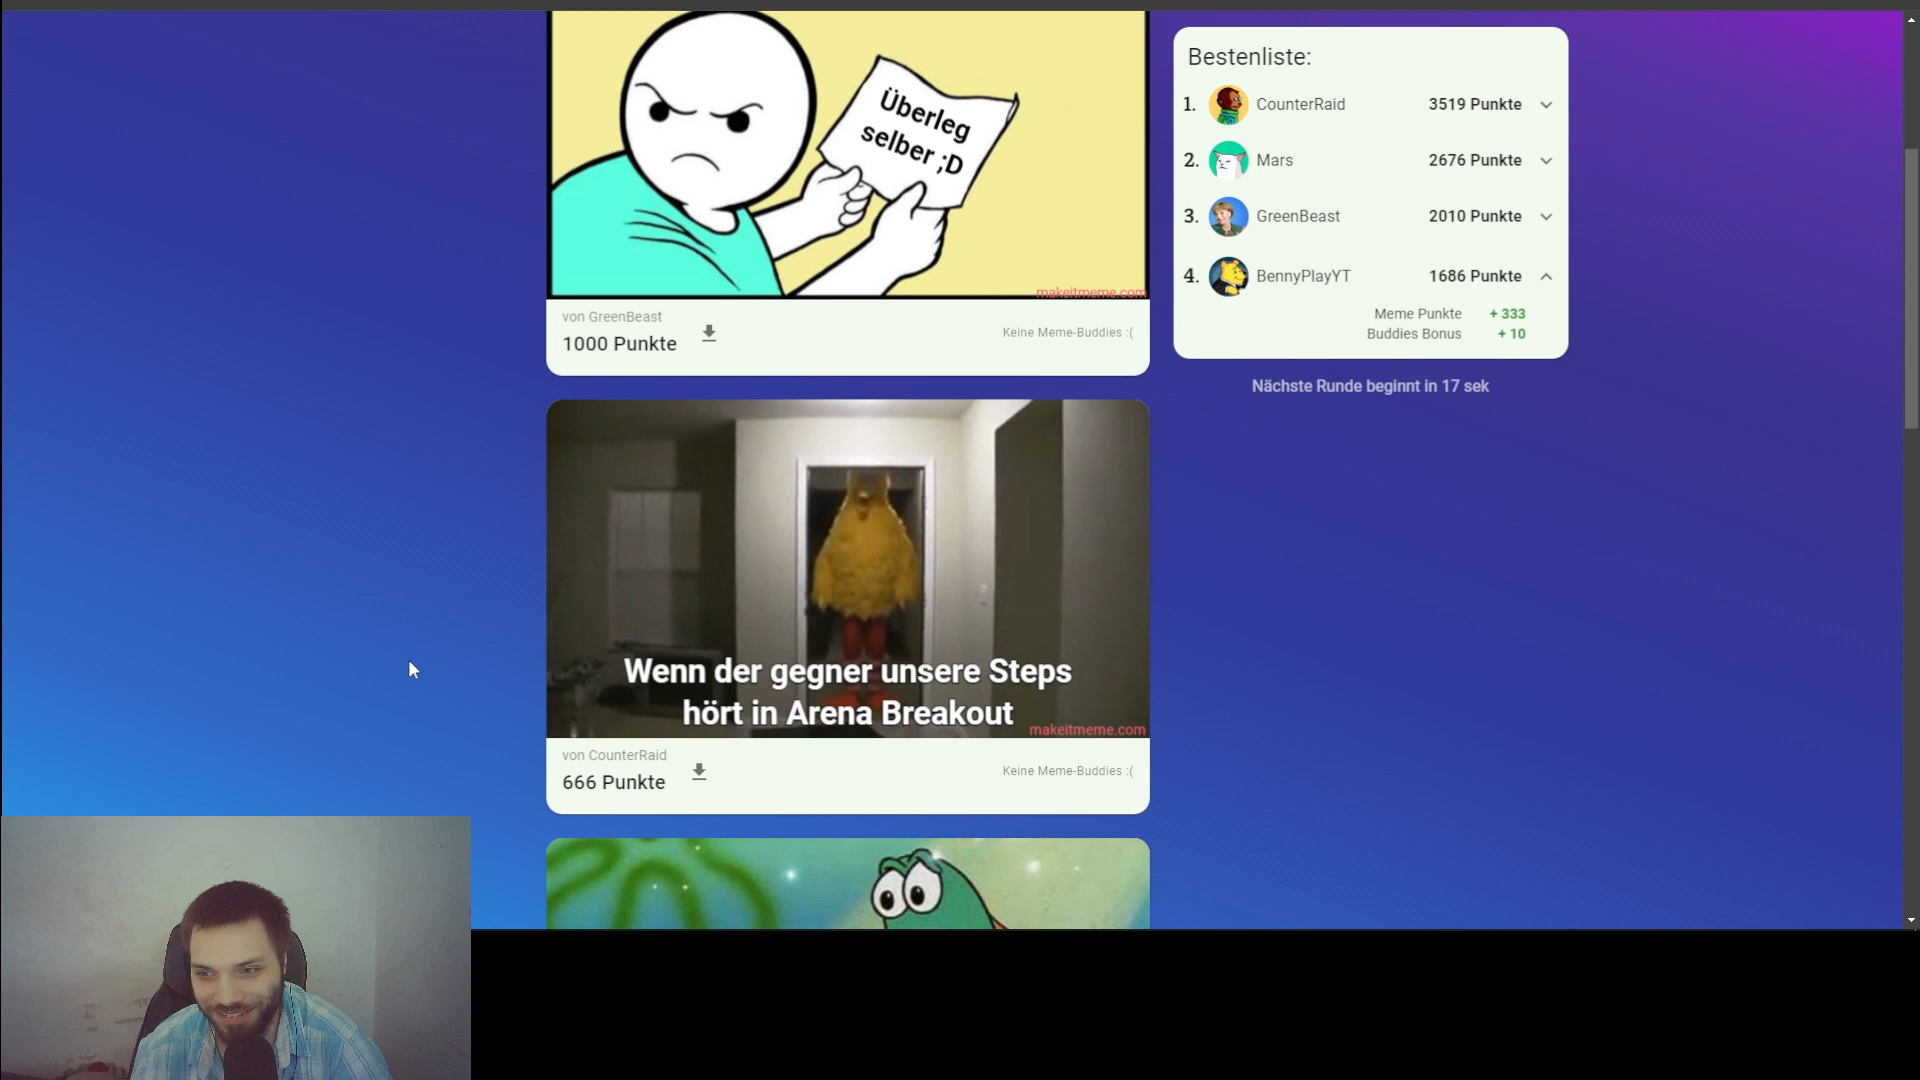 Überleg
selber ;D
makeitmeme.com
von GreenBeast
1000 Punkte
Keine Meme-Buddies :(
Wenn der gegner unsere Steps
hört in Arena Breakout
makeitmeme.com
von CounterRaid
666 Punkte
Keine Meme-Buddies :(
Bestenliste:
1. CounterRaid 3519 Punkte
2. Mars 2676 Punkte
3. GreenBeast 2010 Punkte
4. BennyPlayYT 1686 Punkte
Meme Punkte + 333
Buddies Bonus + 10
Nächste Runde beginnt in 17 sek